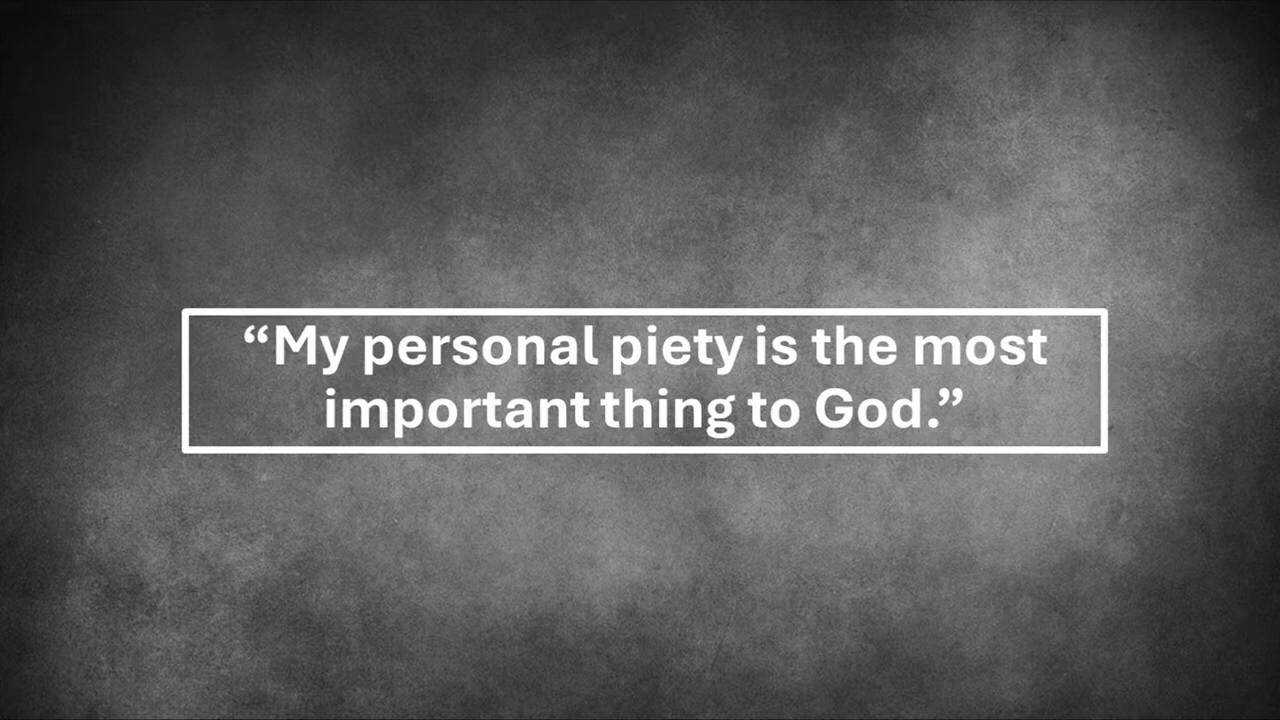 “My personal piety is the most
important thing to God.”